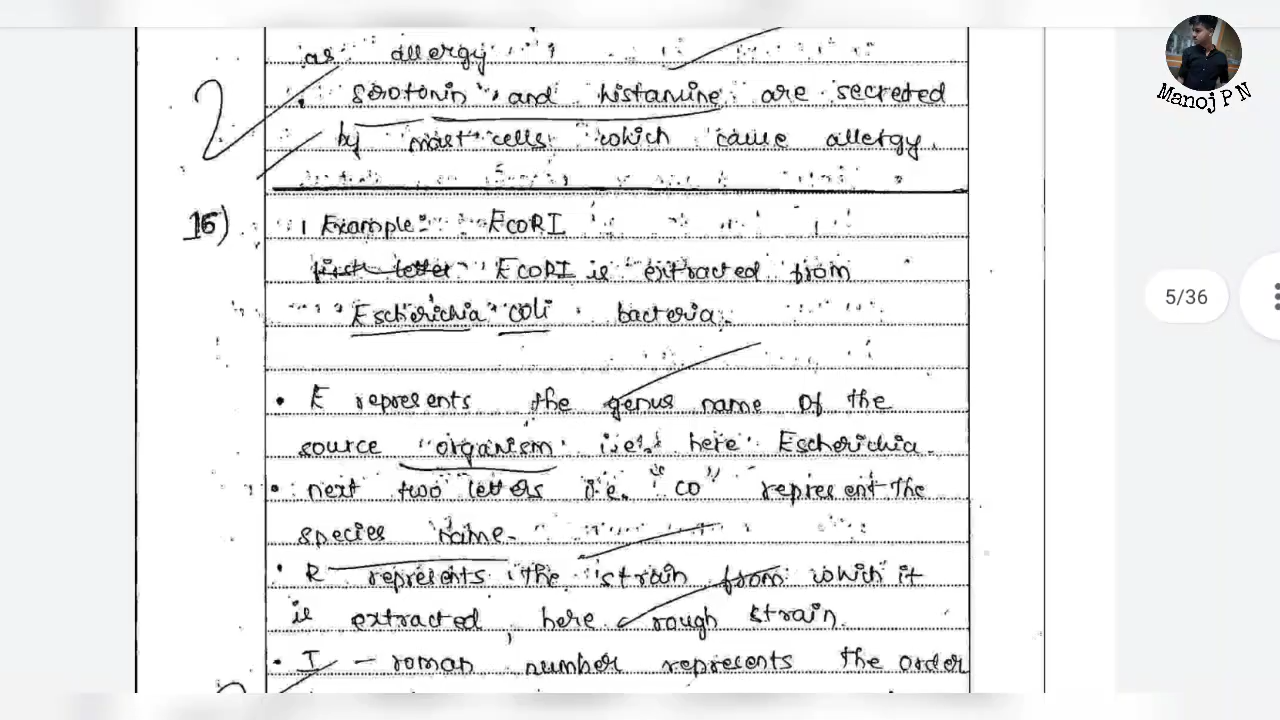 as allergy
2
• Serotonin and histamine are secreted
by mast cells which cause allergy.
15)
Example: EcoRI
first letter EcoRI is extracted from
Escherichia coli bacteria.
• E represents the genus name of the
source organism i.e. here Escherichia.
• next two letters i.e. "co" represent the
species name.
• R represents the strain from which it
is extracted, here rough strain.
• I - roman number represents the order
5/36
Manoj P N